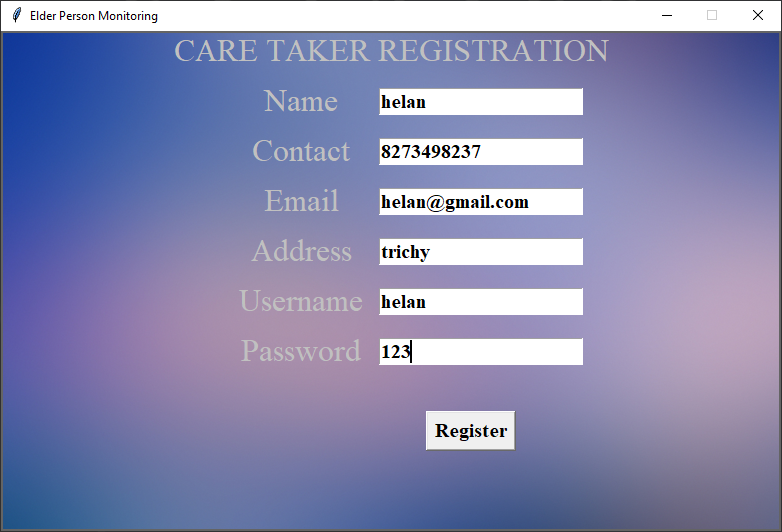 Elder Person Monitoring
CARE TAKER REGISTRATION
Name helan
Contact 8273498237
Email helan@gmail.com
Address trichy
Username helan
Password 123
Register